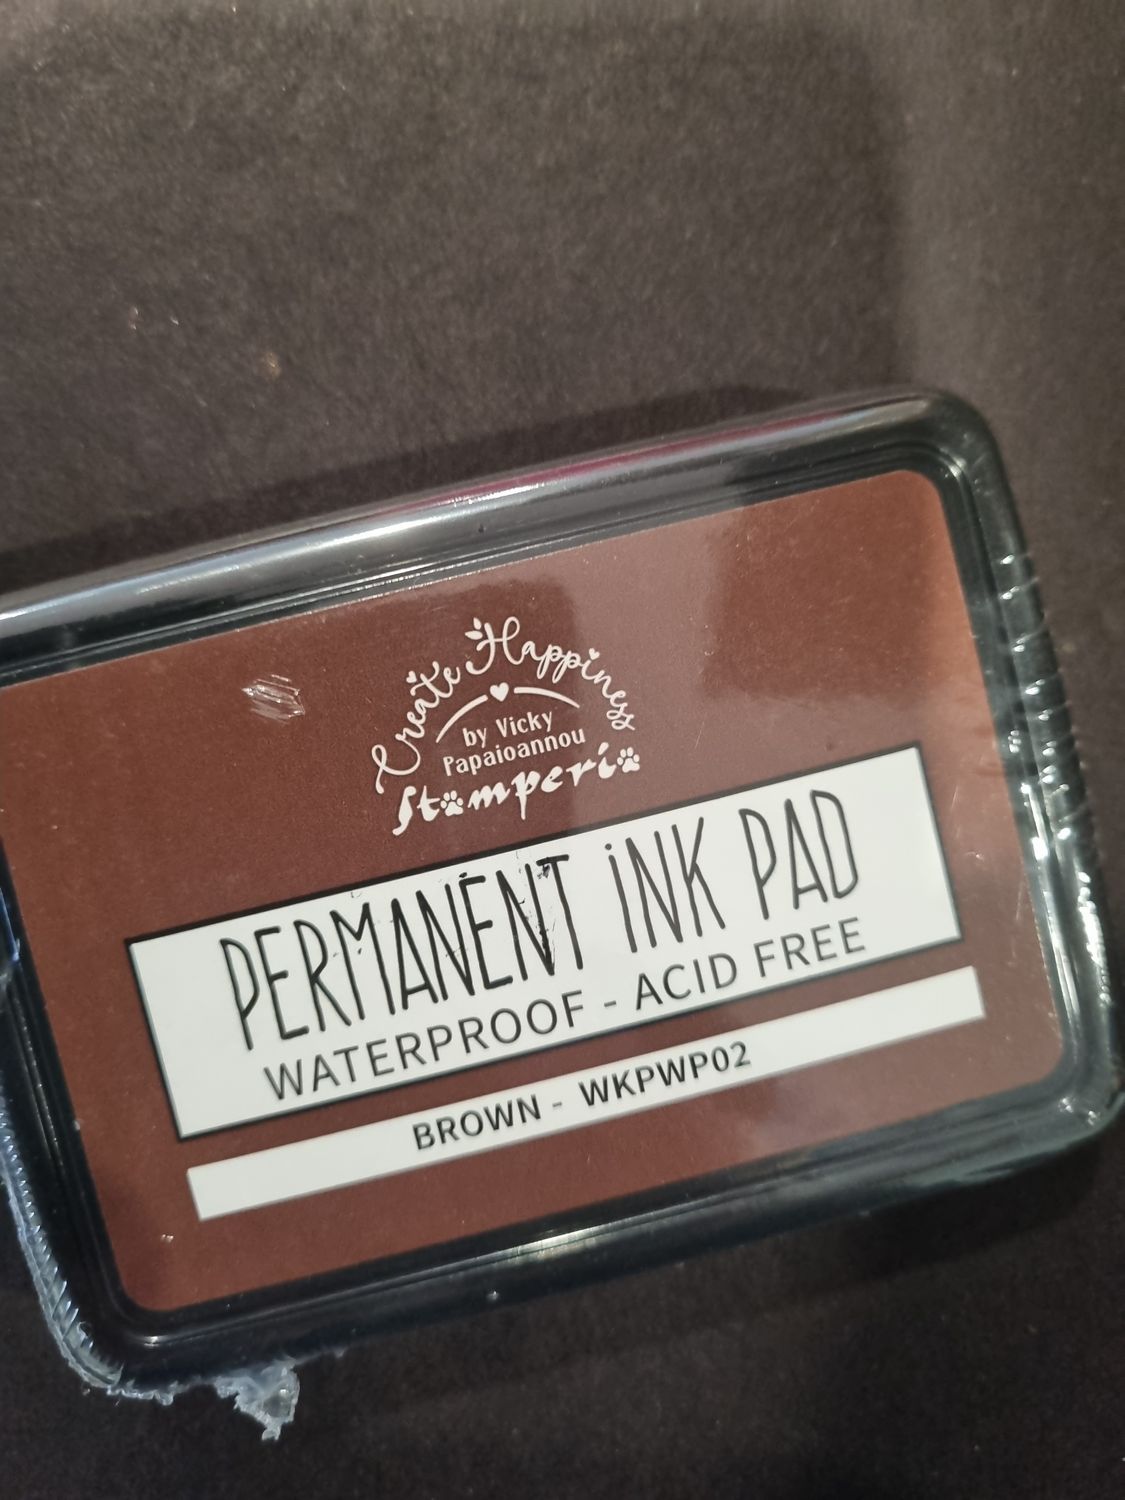 Create Happiness
by Vicky
Papaioannou
Stamperia
PERMANENT iNK PAD
WATERPROOF - ACID FREE
BROWN - WKPWP02